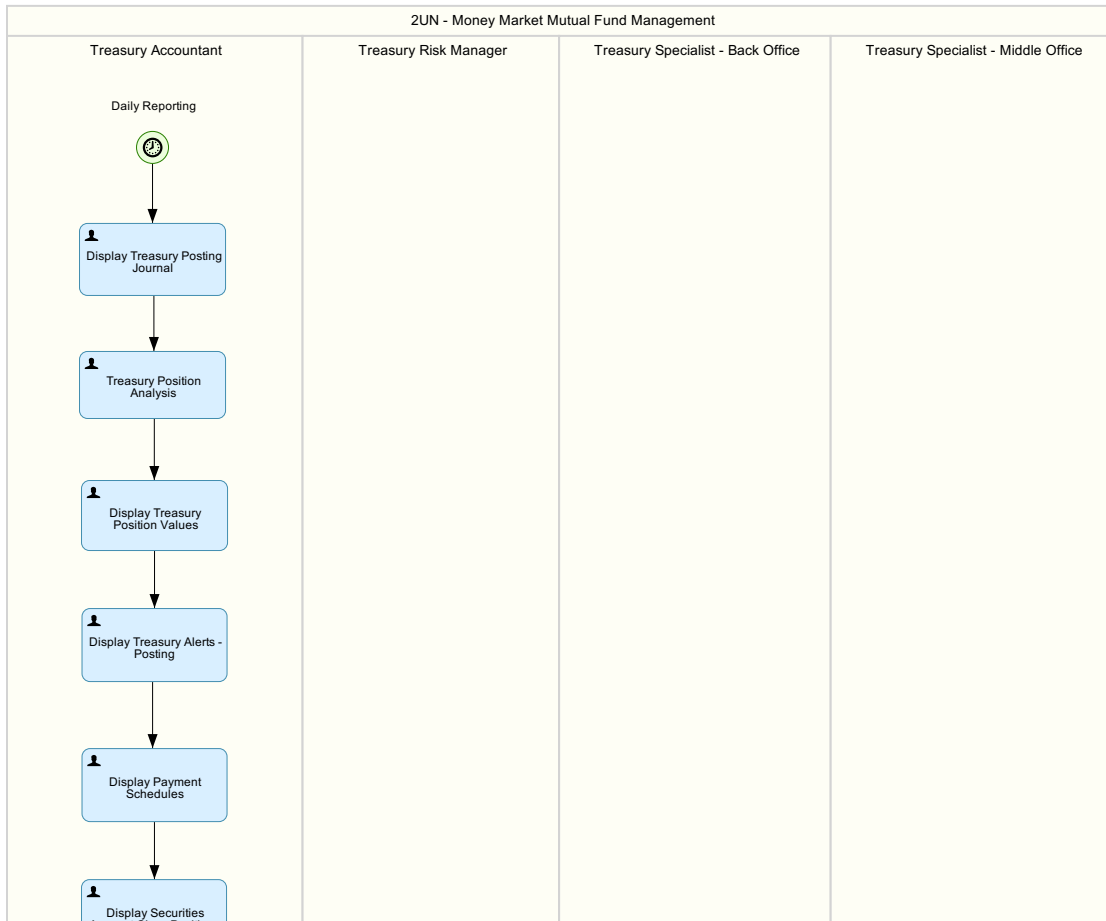 2UN - Money Market Mutual Fund Management
Treasury Accountant
Treasury Risk Manager
Treasury Specialist - Back Office
Treasury Specialist - Middle Office
Daily Reporting
Display Treasury Posting
Journal
Treasury Position
Analysis
Display Treasury
Position Values
Display Treasury Alerts -
Posting
Display Payment
Schedules
Display Securities